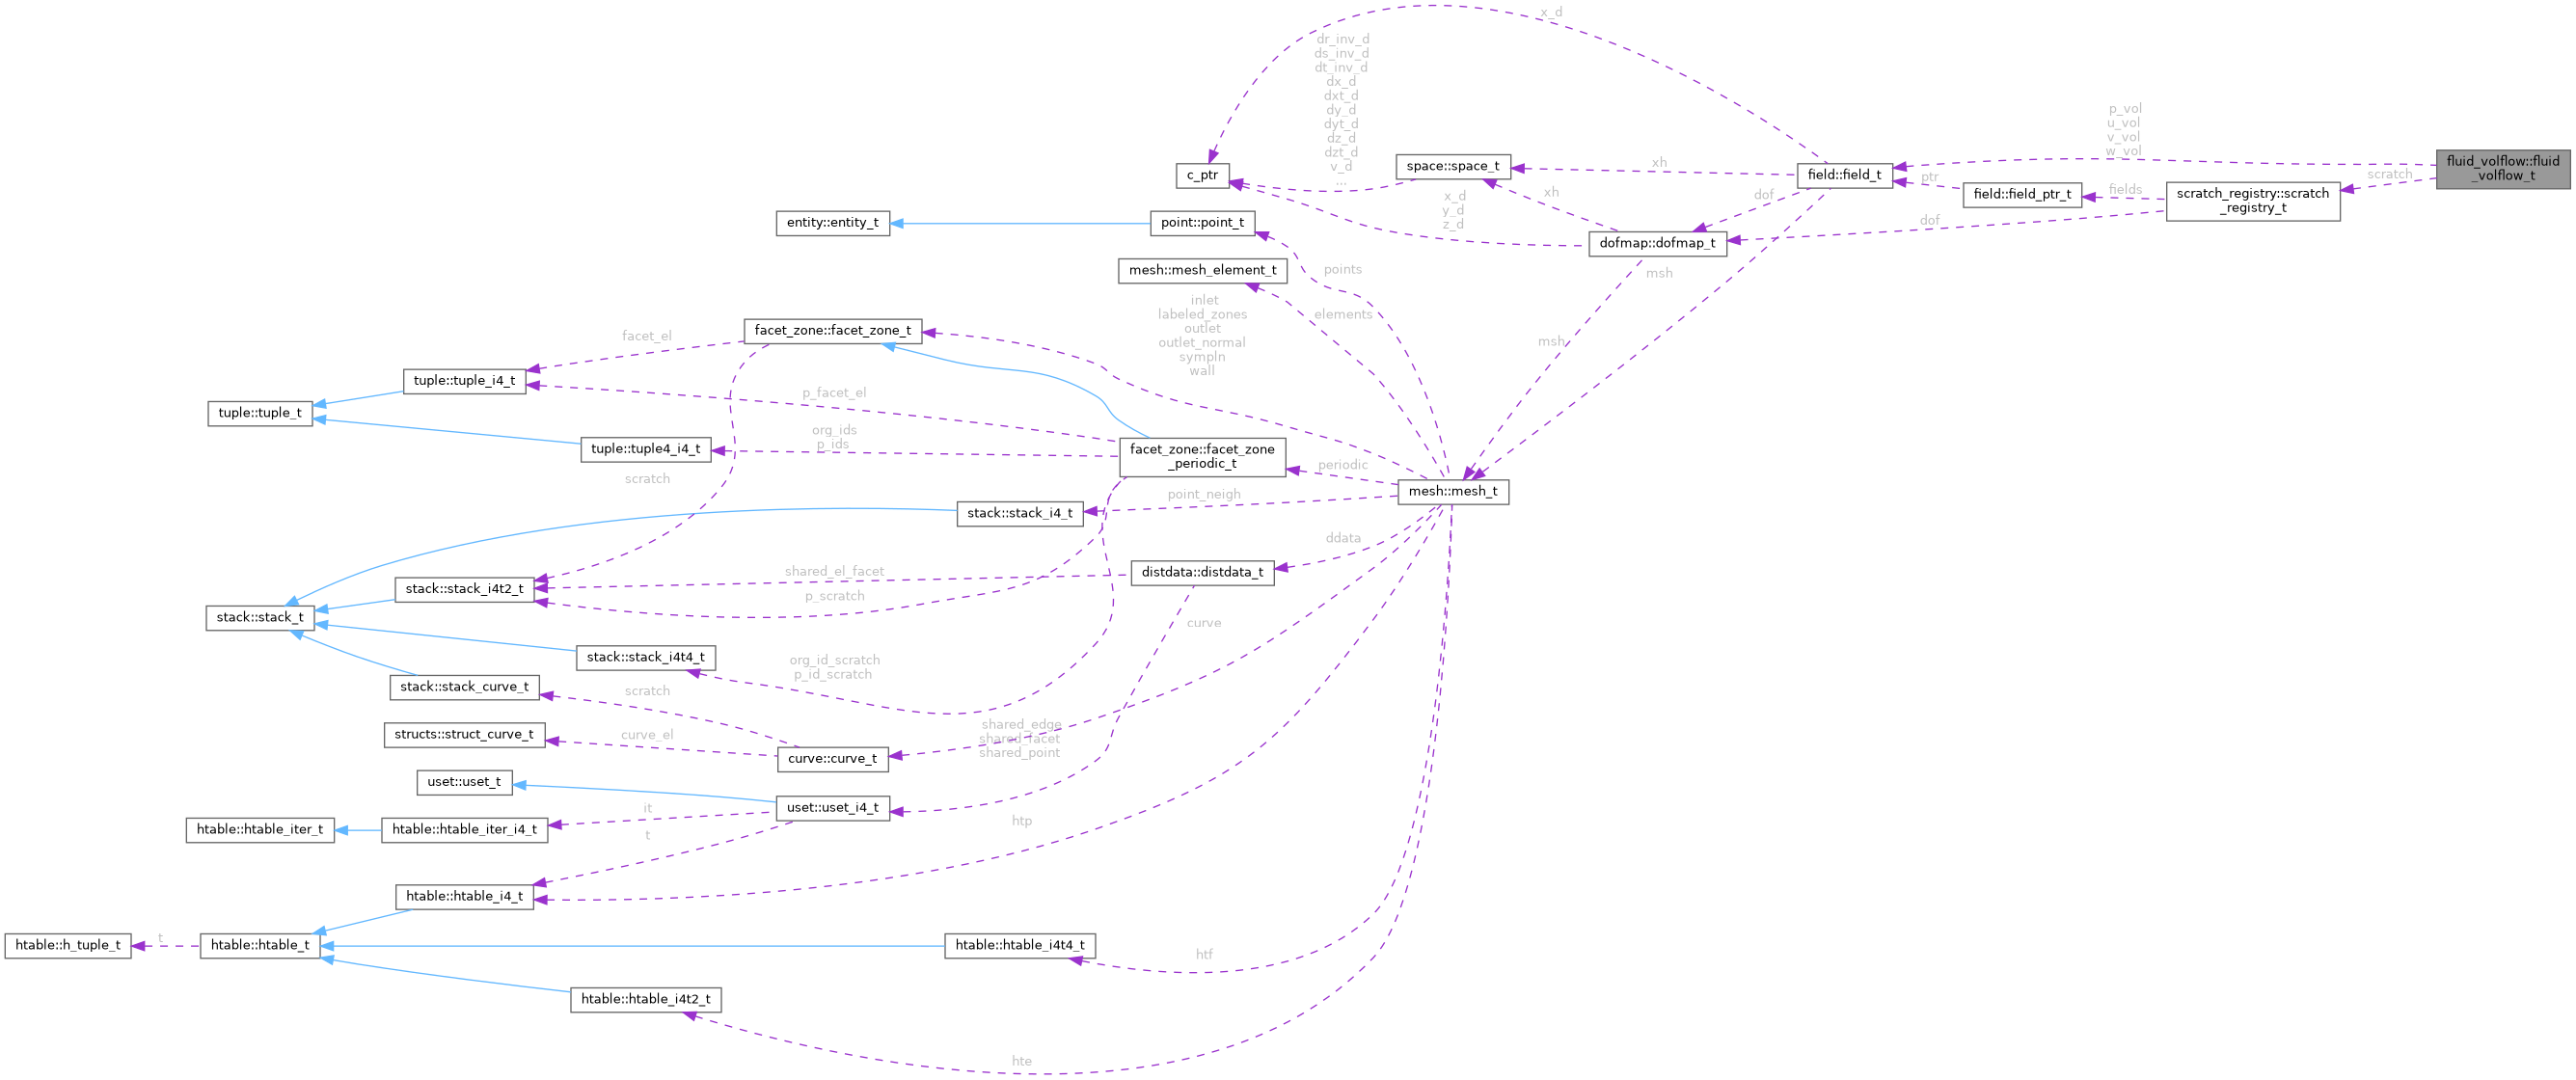 x_d
dr_inv_d
ds_inv_d
dt_inv_d
dx_d
dxt_d
dy_d
dyt_d
dz_d
dzt_d
v_d
...
p_vol
u_vol
v_vol
w_vol
fluid_volflow::fluid
_volflow_t
space::space_t
xh
c_ptr
field::field_t
ptr
field::field_ptr_t
fields
scratch_registry::scratch
_registry_t
scratch
xh
dof
dof
x_d
y_d
z_d
entity::entity_t
point::point_t
dofmap::dofmap_t
mesh::mesh_element_t
points
msh
inlet
labeled_zones
outlet
outlet_normal
sympln
wall
elements
msh
facet_zone::facet_zone_t
facet_el
tuple::tuple_i4_t
tuple::tuple_t
p_facet_el
org_ids
p_ids
tuple::tuple4_i4_t
facet_zone::facet_zone
_periodic_t
periodic
scratch
mesh::mesh_t
point_neigh
stack::stack_i4_t
ddata
distdata::distdata_t
shared_el_facet
p_scratch
stack::stack_i4t2_t
stack::stack_t
curve
stack::stack_i4t4_t
org_id_scratch
p_id_scratch
stack::stack_curve_t
scratch
structs::struct_curve_t
curve_el
curve::curve_t
shared_edge
shared_facet
shared_point
uset::uset_t
uset::uset_i4_t
it
t
htable::htable_iter_t
htable::htable_iter_i4_t
htp
htable::htable_i4_t
htable::h_tuple_t
t
htable::htable_t
htable::htable_i4t4_t
htf
htable::htable_i4t2_t
hte